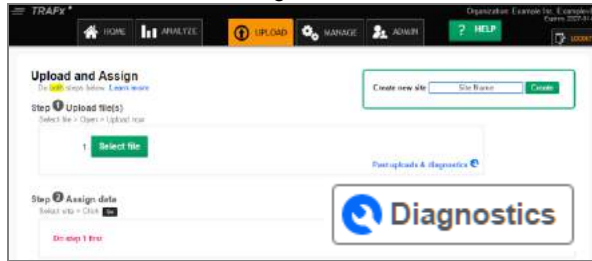 TRAFx
Organization: Example Inc. Example
HOME ANALYZE UPLOAD MANAGE ADMIN ? HELP
LOGOUT
Upload and Assign
Do both steps below. Learn more
Create new site Site Name Create
Step 1 Upload file(s)
Select file > Open > Upload now
1. Select file
Past uploads & diagnostics
Step 2 Assign data
Select site > Click Go
Diagnostics
Do step 1 first